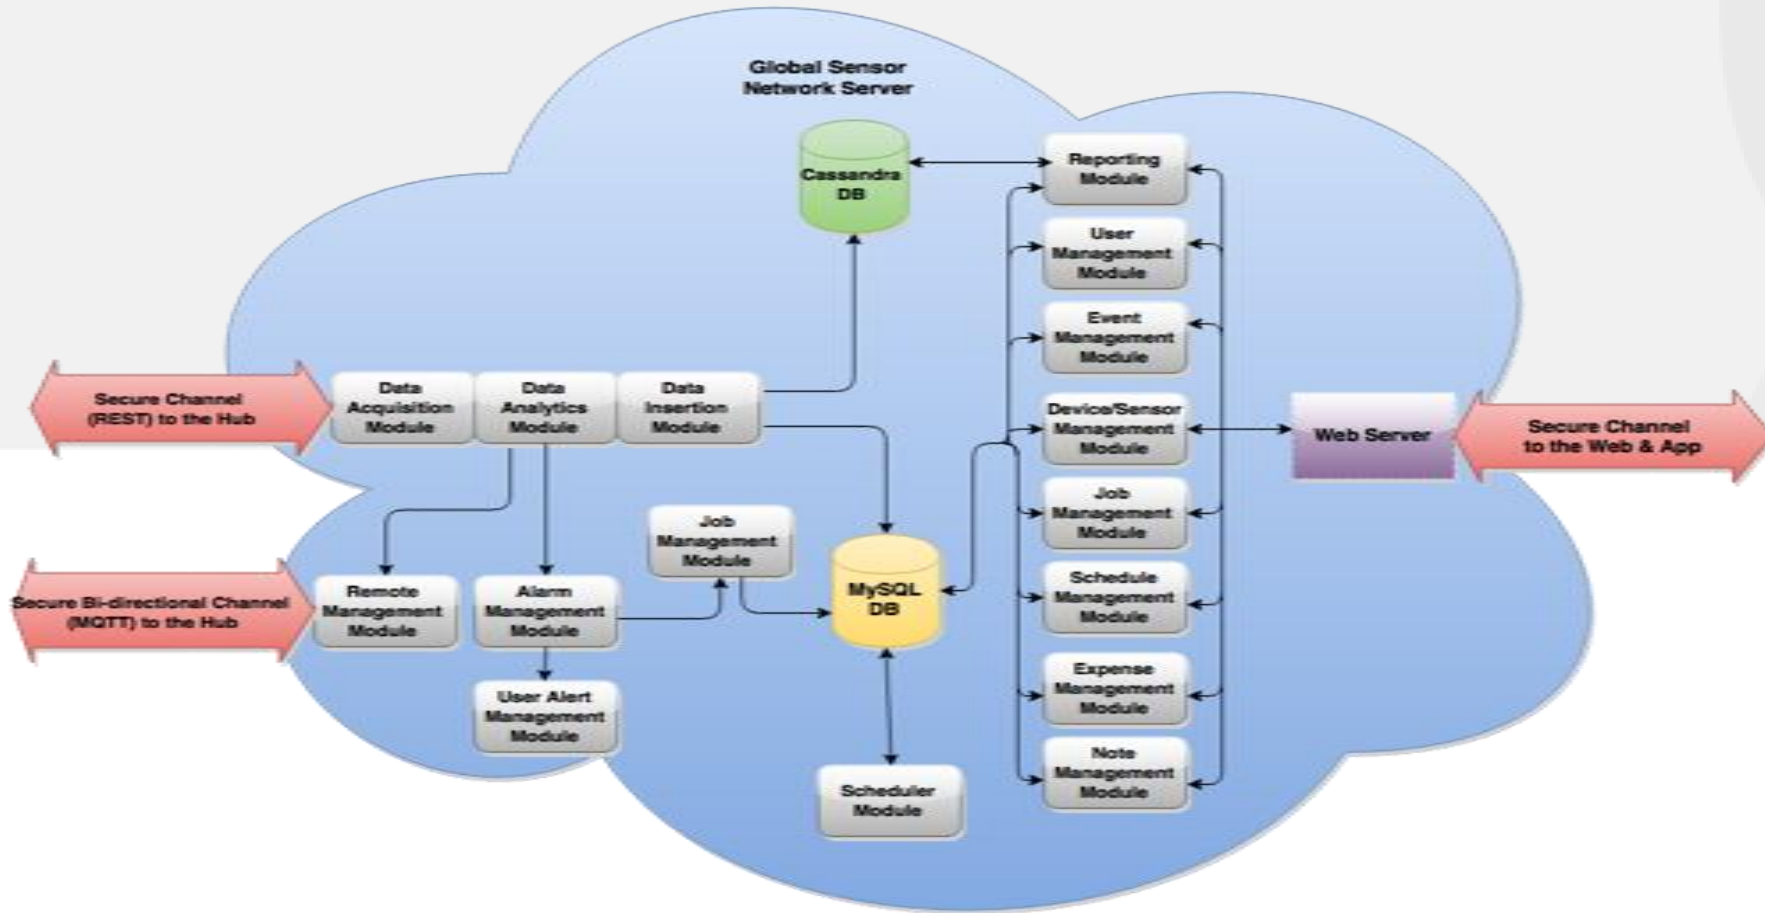 Global Sensor
Network Server
Cassandra
DB
Reporting
Module
User
Management
Module
Event
Management
Module
Secure Channel
(REST) to the Hub
Data
Acquisition
Module
Data
Analytics
Module
Data
Insertion
Module
Device/Sensor
Management
Module
Web Server
Secure Channel
to the Web & App
Job
Management
Module
Job
Management
Module
Secure Bi-directional Channel
(MQTT) to the Hub
Remote
Management
Module
Alarm
Management
Module
MySQL
DB
Schedule
Management
Module
User Alert
Management
Module
Expense
Management
Module
Scheduler
Module
Note
Management
Module